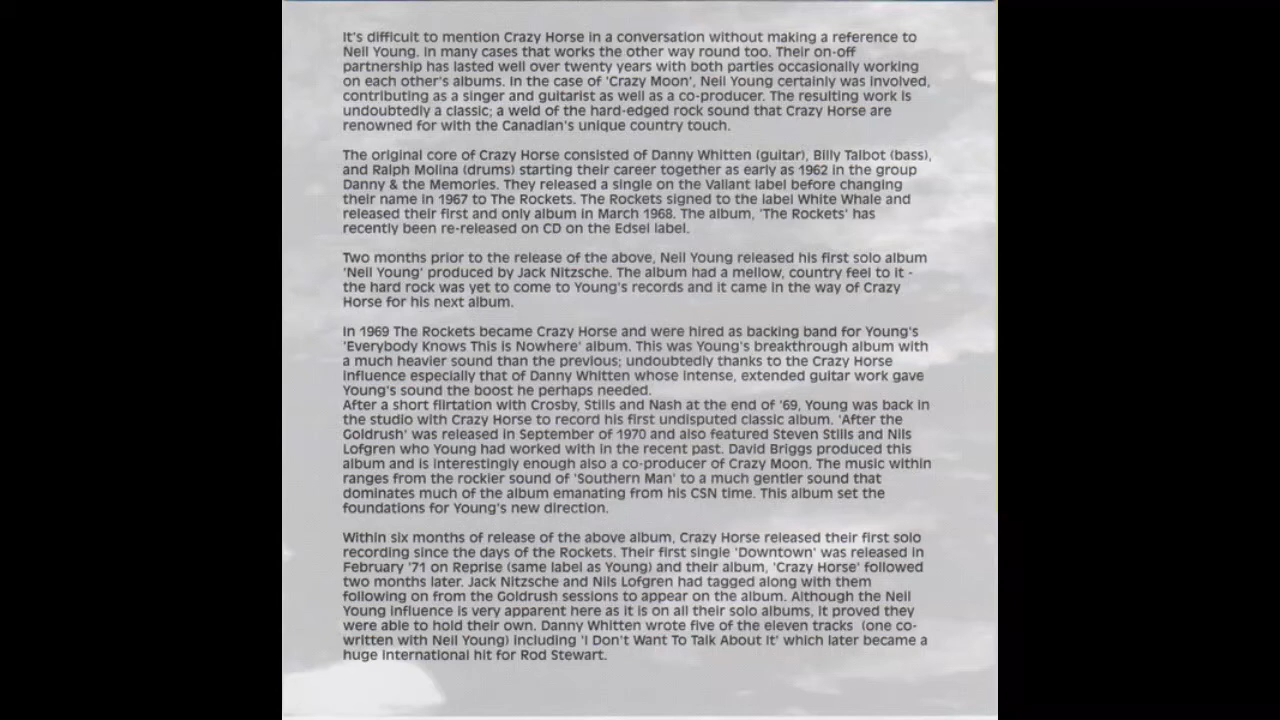 It's difficult to mention Crazy Horse in a conversation without making a reference to
Neil Young. In many cases that works the other way round too. Their on-off
partnership has lasted well over twenty years with both parties occasionally working
on each other's albums. In the case of 'Crazy Moon', Neil Young certainly was involved,
contributing as a singer and guitarist as well as a co-producer. The resulting work is
undoubtedly a classic; a weld of the hard-edged rock sound that Crazy Horse are
renowned for with the Canadian's unique country touch.
The original core of Crazy Horse consisted of Danny Whitten (guitar), Billy Talbot (bass),
and Ralph Molina (drums) starting their career together as early as 1962 in the group
Danny & the Memories. They released a single on the Valiant label before changing
their name in 1967 to The Rockets. The Rockets signed to the label White Whale and
released their first and only album in March 1968. The album, 'The Rockets' has
recently been re-released on CD on the Edsel label.
Two months prior to the release of the above, Neil Young released his first solo album
'Neil Young' produced by Jack Nitzsche. The album had a mellow, country feel to it -
the hard rock was yet to come to Young's records and it came in the way of Crazy
Horse for his next album.
In 1969 The Rockets became Crazy Horse and were hired as backing band for Young's
'Everybody Knows This is Nowhere' album. This was Young's breakthrough album with
a much heavier sound than the previous; undoubtedly thanks to the Crazy Horse
influence especially that of Danny Whitten whose intense, extended guitar work gave
Young's sound the boost he perhaps needed.
After a short flirtation with Crosby, Stills and Nash at the end of '69, Young was back in
the studio with Crazy Horse to record his first undisputed classic album. 'After the
Goldrush' was released in September of 1970 and also featured Steven Stills and Nils
Lofgren who Young had worked with in the recent past. David Briggs produced this
album and is interestingly enough also a co-producer of Crazy Moon. The music within
ranges from the rockier sound of 'Southern Man' to a much gentler sound that
dominates much of the album emanating from his CSN time. This album set the
foundations for Young's new direction.
Within six months of release of the above album, Crazy Horse released their first solo
recording since the days of the Rockets. Their first single 'Downtown' was released in
February '71 on Reprise (same label as Young) and their album, 'Crazy Horse' followed
two months later. Jack Nitzsche and Nils Lofgren had tagged along with them
following on from the Goldrush sessions to appear on the album. Although the Neil
Young influence is very apparent here as it is on all their solo albums, it proved they
were able to hold their own. Danny Whitten wrote five of the eleven tracks (one co-
written with Neil Young) including 'I Don't Want To Talk About It' which later became a
huge international hit for Rod Stewart.